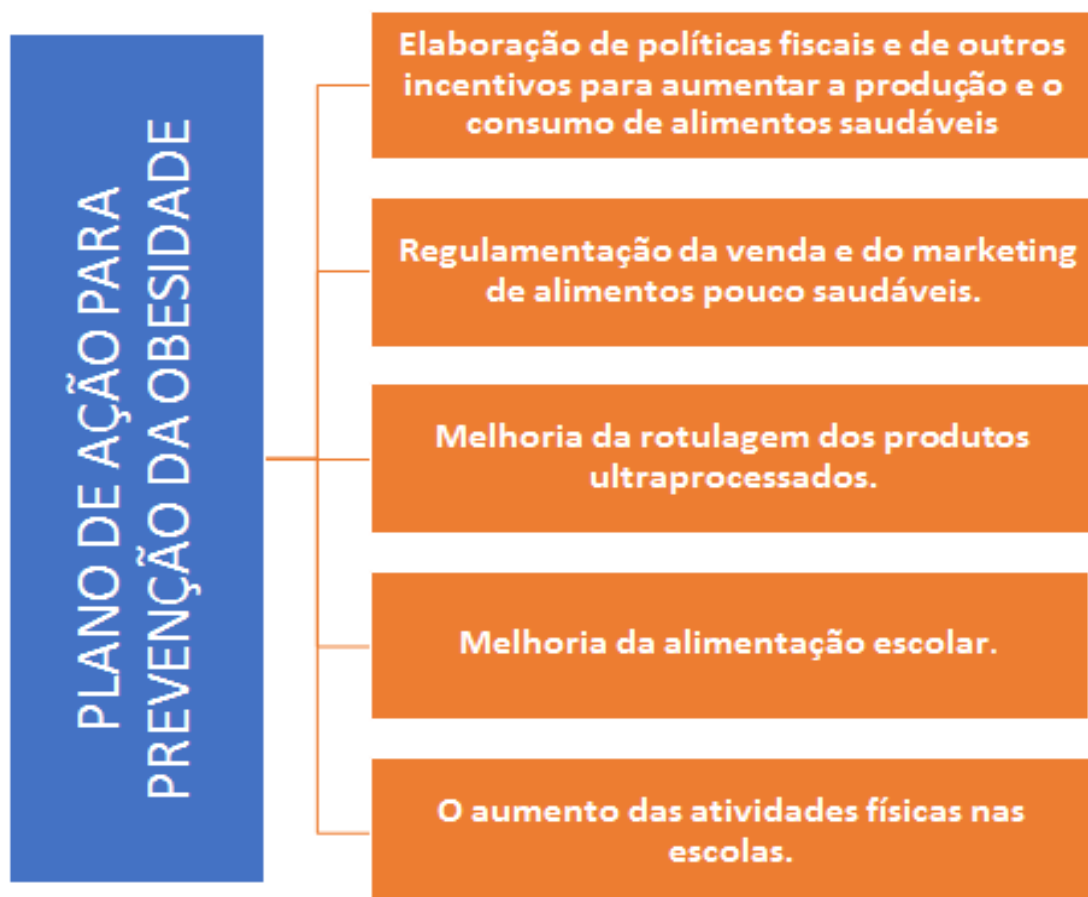 PLANO DE AÇÃO PARA
PREVENÇÃO DA OBESIDADE
Elaboração de políticas fiscais e de outros
incentivos para aumentar a produção e o
consumo de alimentos saudáveis
Regulamentação da venda e do marketing
de alimentos pouco saudáveis.
Melhoria da rotulagem dos produtos
ultraprocessados.
Melhoria da alimentação escolar.
O aumento das atividades físicas nas
escolas.